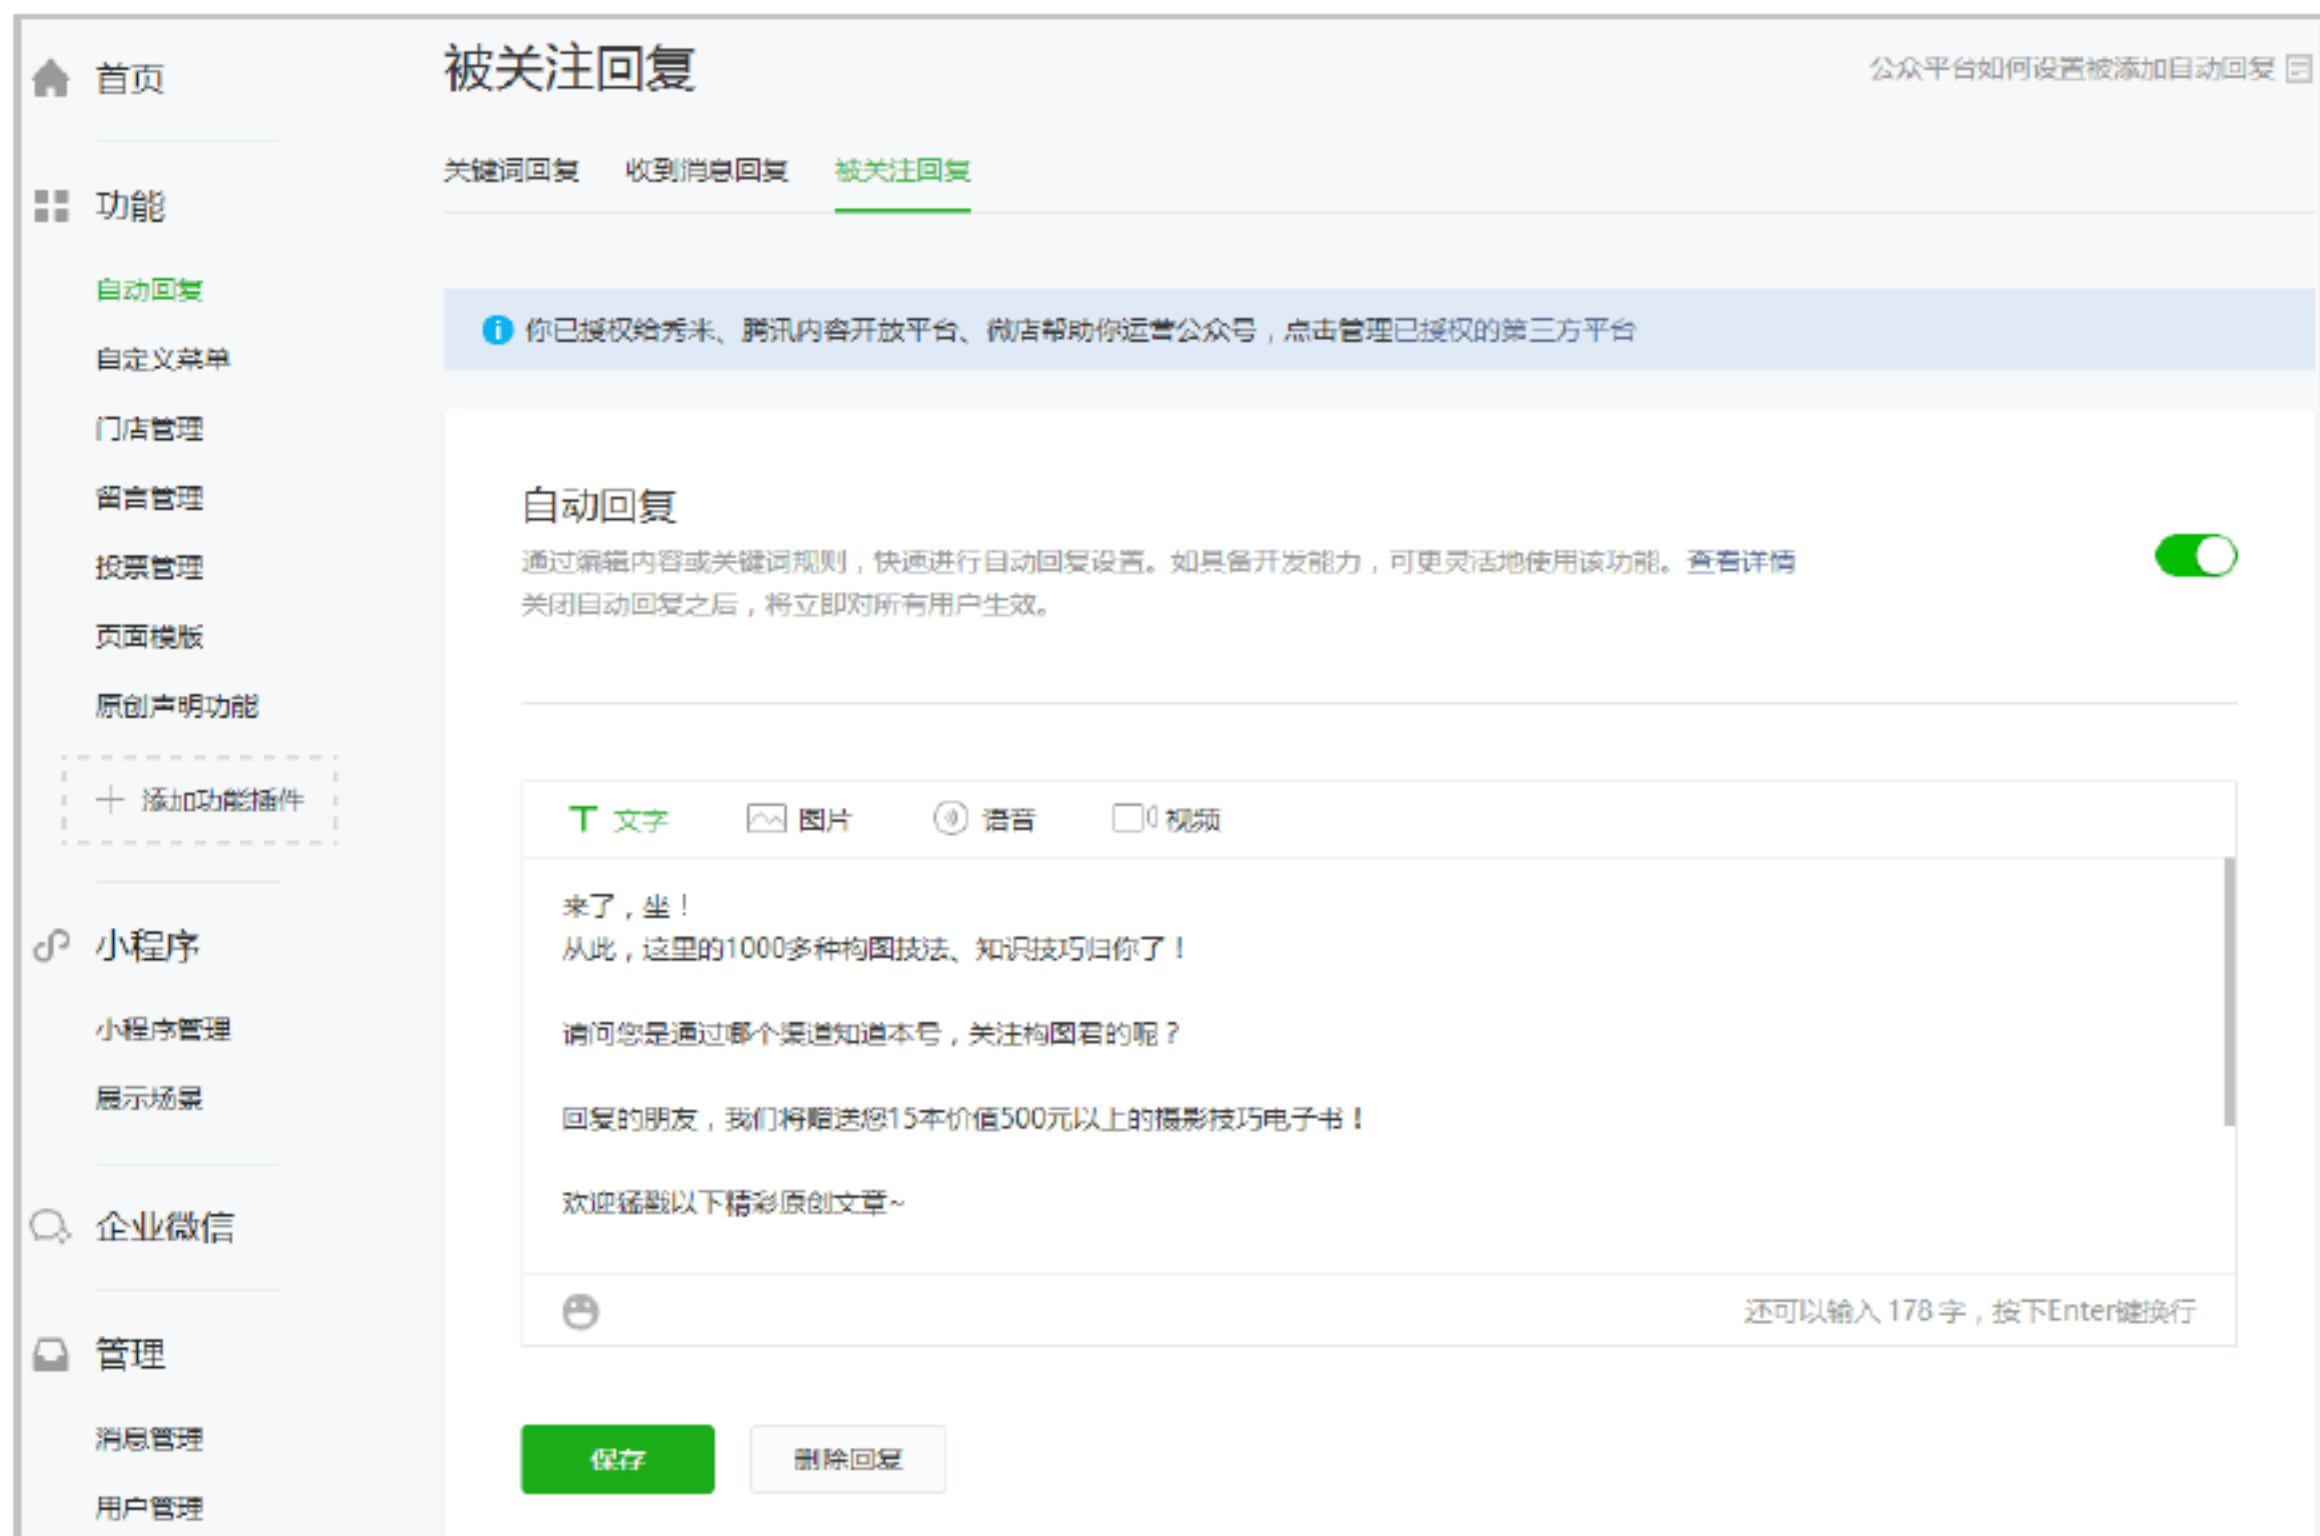 首页
功能
自动回复
自定义菜单
门店管理
留言管理
投票管理
页面模版
原创声明功能
添加功能插件
小程序
小程序管理
展示场景
企业微信
管理
消息管理
用户管理
被关注回复
公众平台如何设置被添加自动回复
关键词回复 收到消息回复 被关注回复
你已授权给秀米、腾讯内容开放平台、微店帮助你运营公众号，点击管理已授权的第三方平台
自动回复
通过编辑内容或关键词规则，快速进行自动回复设置。如具备开发能力，可更灵活地使用该功能。查看详情
关闭自动回复之后，将立即对所有用户生效。
文字 图片 语音 视频
来了，坐！
从此，这里的1000多种构图技法、知识技巧归你了！
请问您是通过哪个渠道知道本号，关注构图君的呢？
回复的朋友，我们将赠送您15本价值500元以上的摄影技巧电子书！
欢迎猛戳以下精彩原创文章~
还可以输入 178 字，按下Enter键换行
保存 删除回复